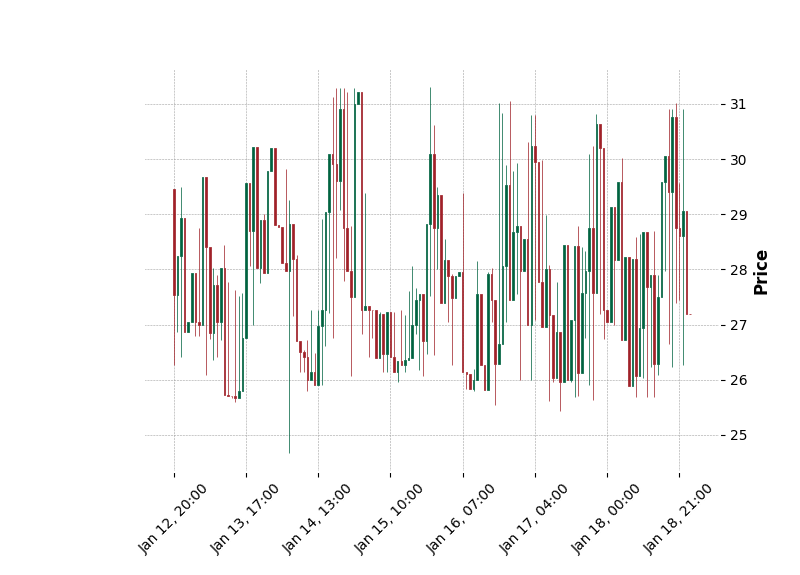 31
30
29
28
27
26
25
Price
Jan 12, 20:00
Jan 13, 17:00
Jan 14, 13:00
Jan 15, 10:00
Jan 16, 07:00
Jan 17, 04:00
Jan 18, 00:00
Jan 18, 21:00